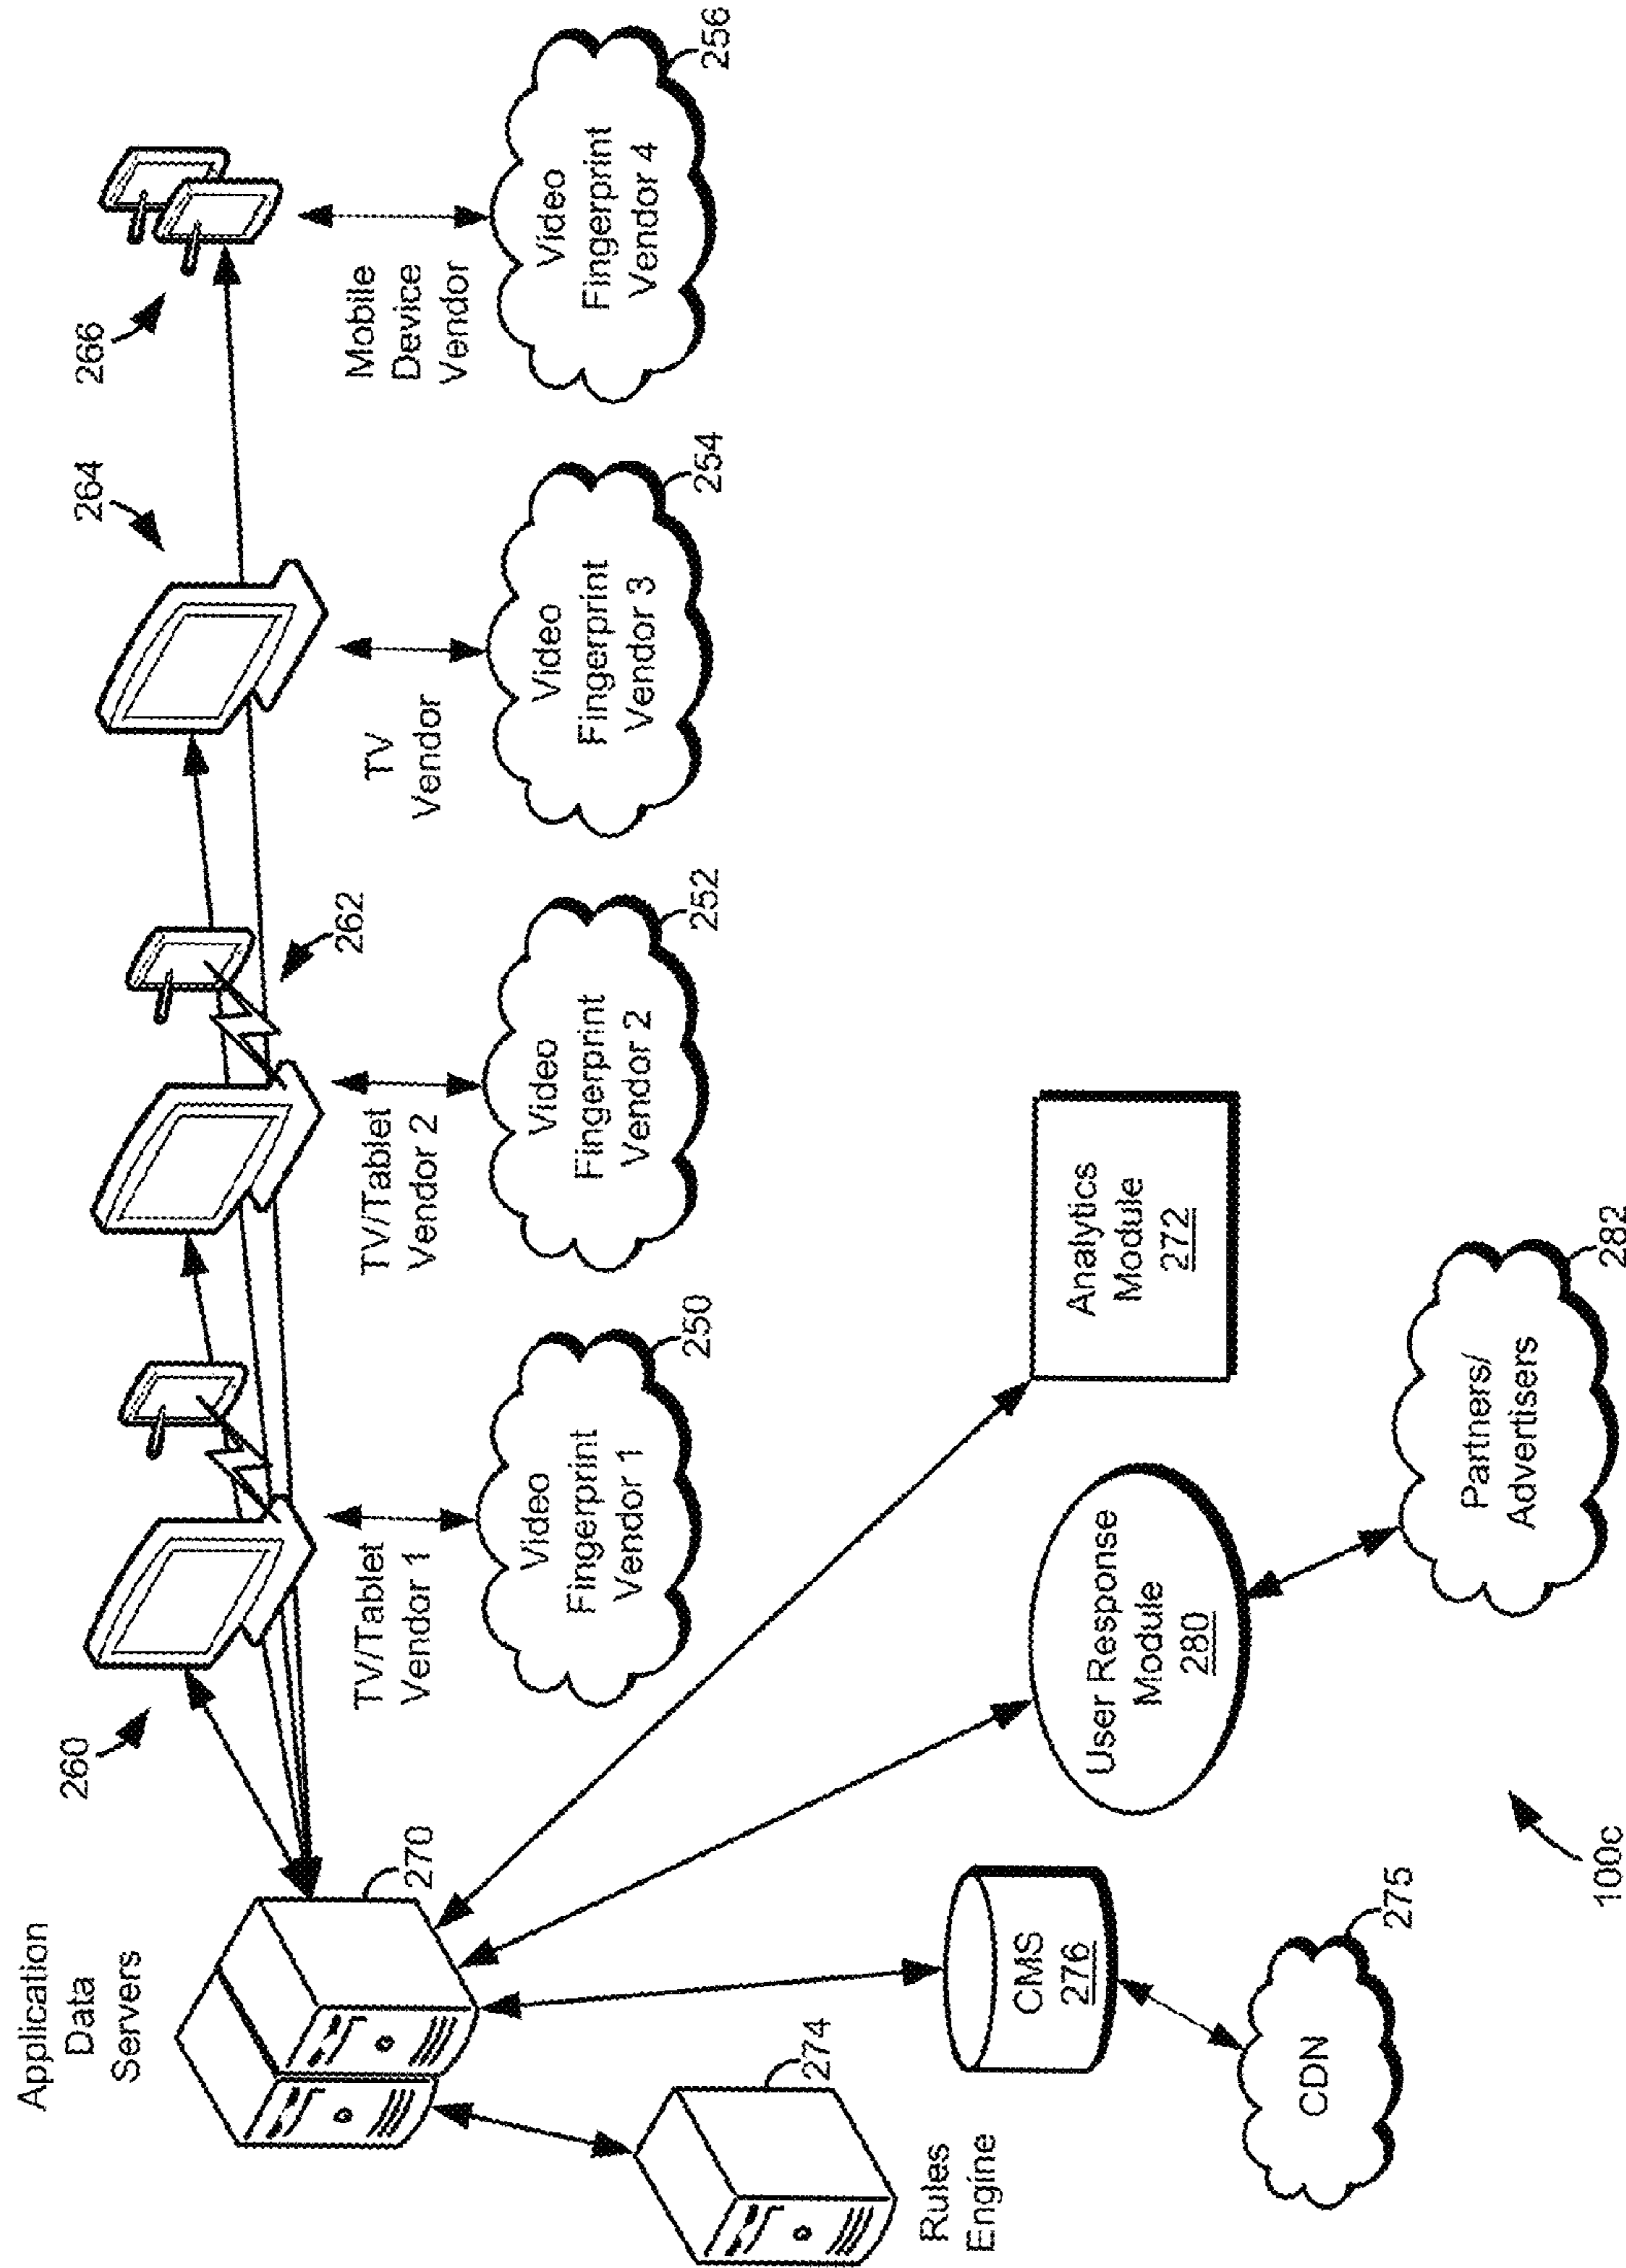 Application
Data
Servers
270
260
262
264
266
TV/Tablet
Vendor 1
TV/Tablet
Vendor 2
TV
Vendor
Mobile
Device
Vendor
Video
Fingerprint
Vendor 1
250
Video
Fingerprint
Vendor 2
252
Video
Fingerprint
Vendor 3
254
Video
Fingerprint
Vendor 4
256
274
Rules
Engine
CMS
276
CDN
275
User Response
Module
280
Analytics
Module
272
Partners/
Advertisers
282
100c